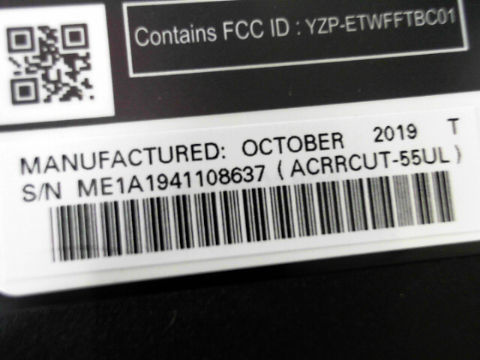 Contains FCC ID : YZP-ETWFFTBC01
MANUFACTURED: OCTOBER 2019 T
S/N ME1A1941108637 (ACRRCUT-55UL)